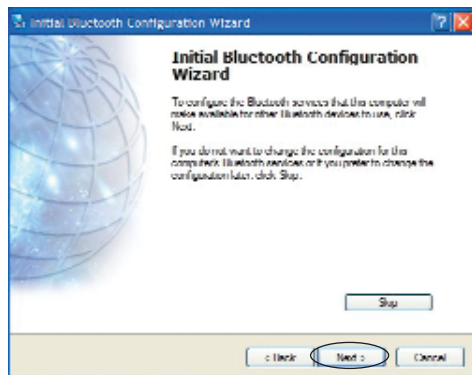 Initial Bluetooth Configuration Wizard
Initial Bluetooth Configuration
Wizard
To configure the Bluetooth services that this computer will
make available for other Bluetooth devices to use, click
Next.
If you do not want to change the configuration for this
computer's Bluetooth services or if you prefer to change the
configuration later, click Skip.
Skip
< Back
Next >
Cancel